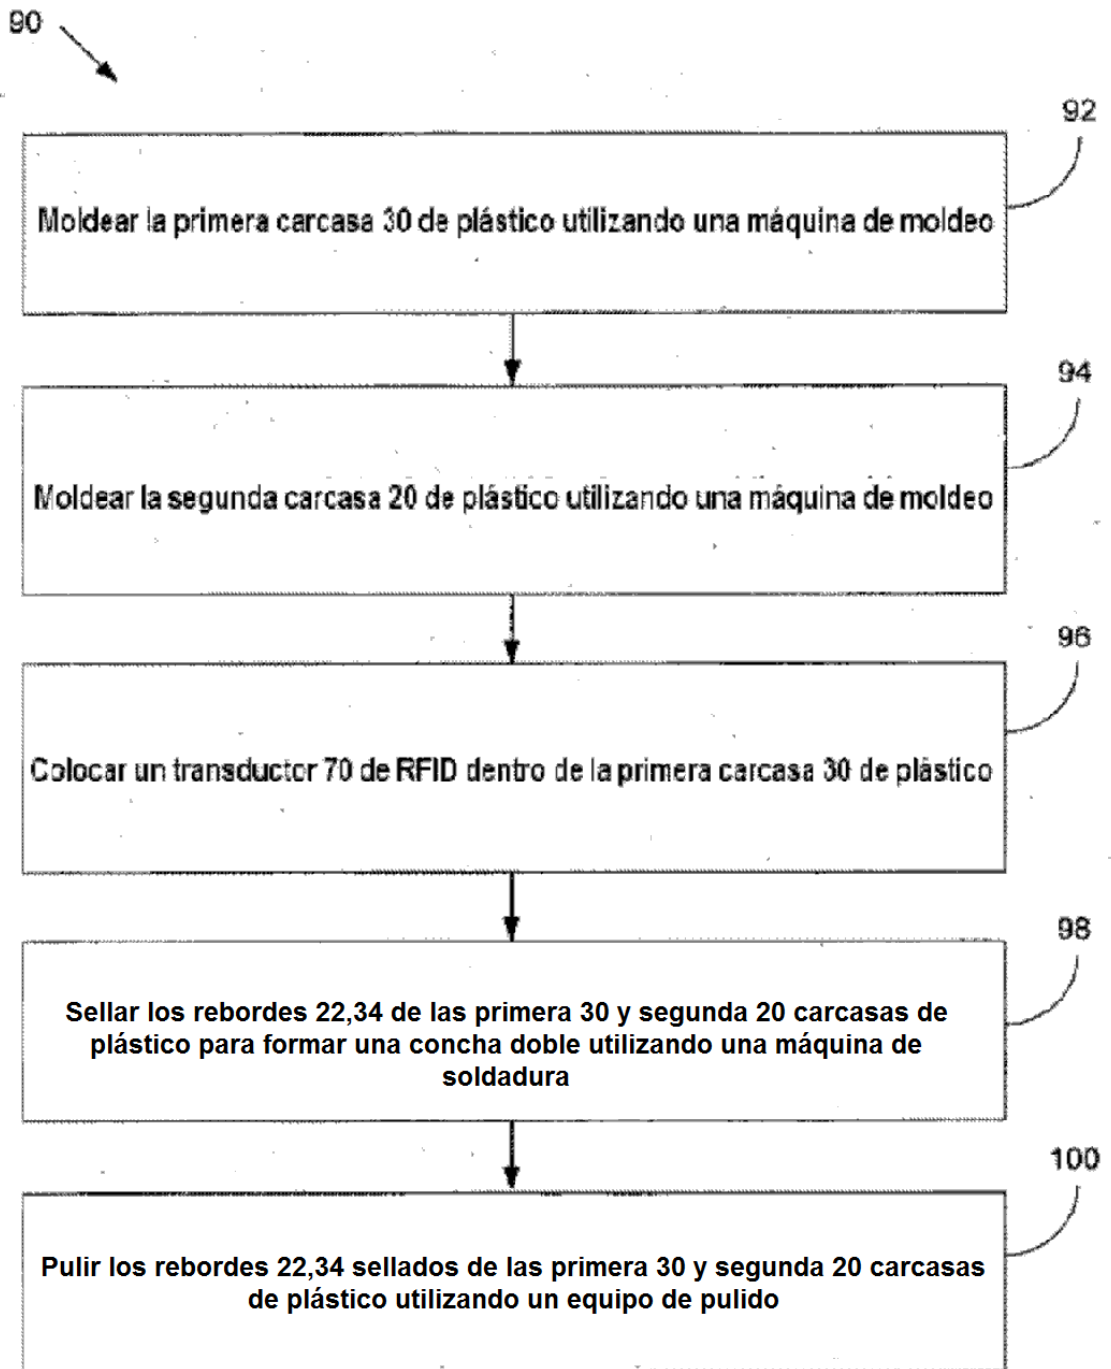 90
92
Moldear la primera carcasa 30 de plástico utilizando una máquina de moldeo
94
Moldear la segunda carcasa 20 de plástico utilizando una máquina de moldeo
96
Colocar un transductor 70 de RFID dentro de la primera carcasa 30 de plástico
98
Sellar los rebordes 22,34 de las primera 30 y segunda 20 carcasas de
plástico para formar una concha doble utilizando una máquina de
soldadura
100
Pulir los rebordes 22,34 sellados de las primera 30 y segunda 20 carcasas
de plástico utilizando un equipo de pulido